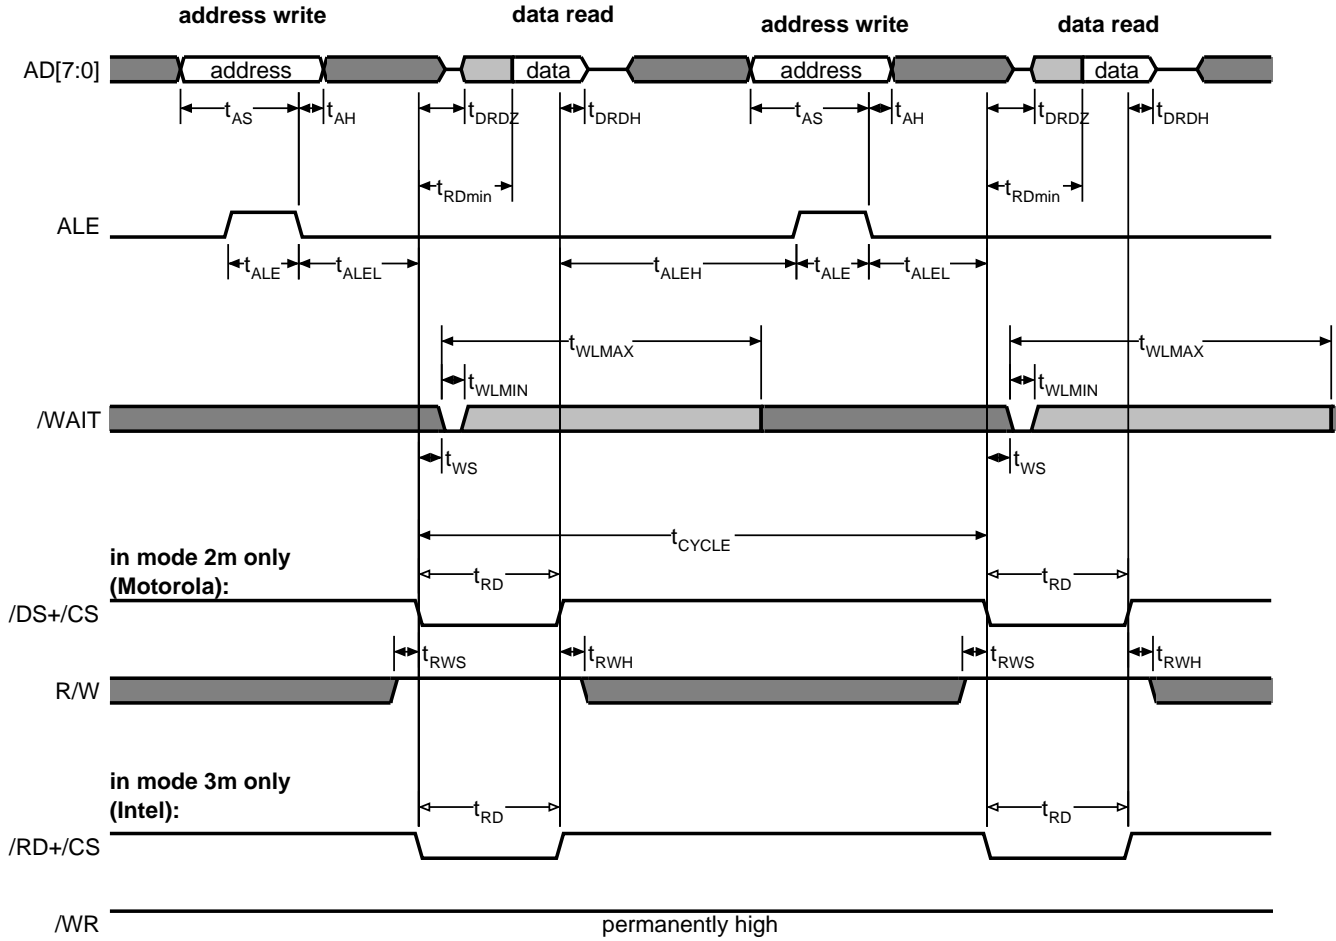 address write data read address write data read
AD[7:0] address data address data
tAS tAH tDRDZ tDRDH tAS tAH tDRDZ tDRDH
tRDmin tRDmin
ALE
tALE tALEL tALEH tALE tALEL
tWLMAX tWLMAX
tWLMIN tWLMIN
/WAIT
tWS tWS
tCYCLE
in mode 2m only
(Motorola):
tRD tRD
/DS+/CS
tRWS tRWH tRWS tRWH
R/W
in mode 3m only
(Intel):
tRD tRD
/RD+/CS
/WR permanently high